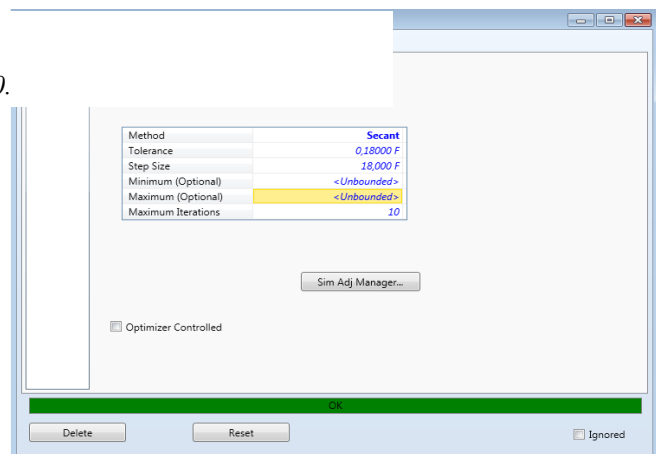 ).
Method Secant
Tolerance 0,18000 F
Step Size 18,000 F
Minimum (Optional) <Unbounded>
Maximum (Optional) <Unbounded>
Maximum Iterations 10
Sim Adj Manager...
Optimizer Controlled
OK
Delete Reset Ignored